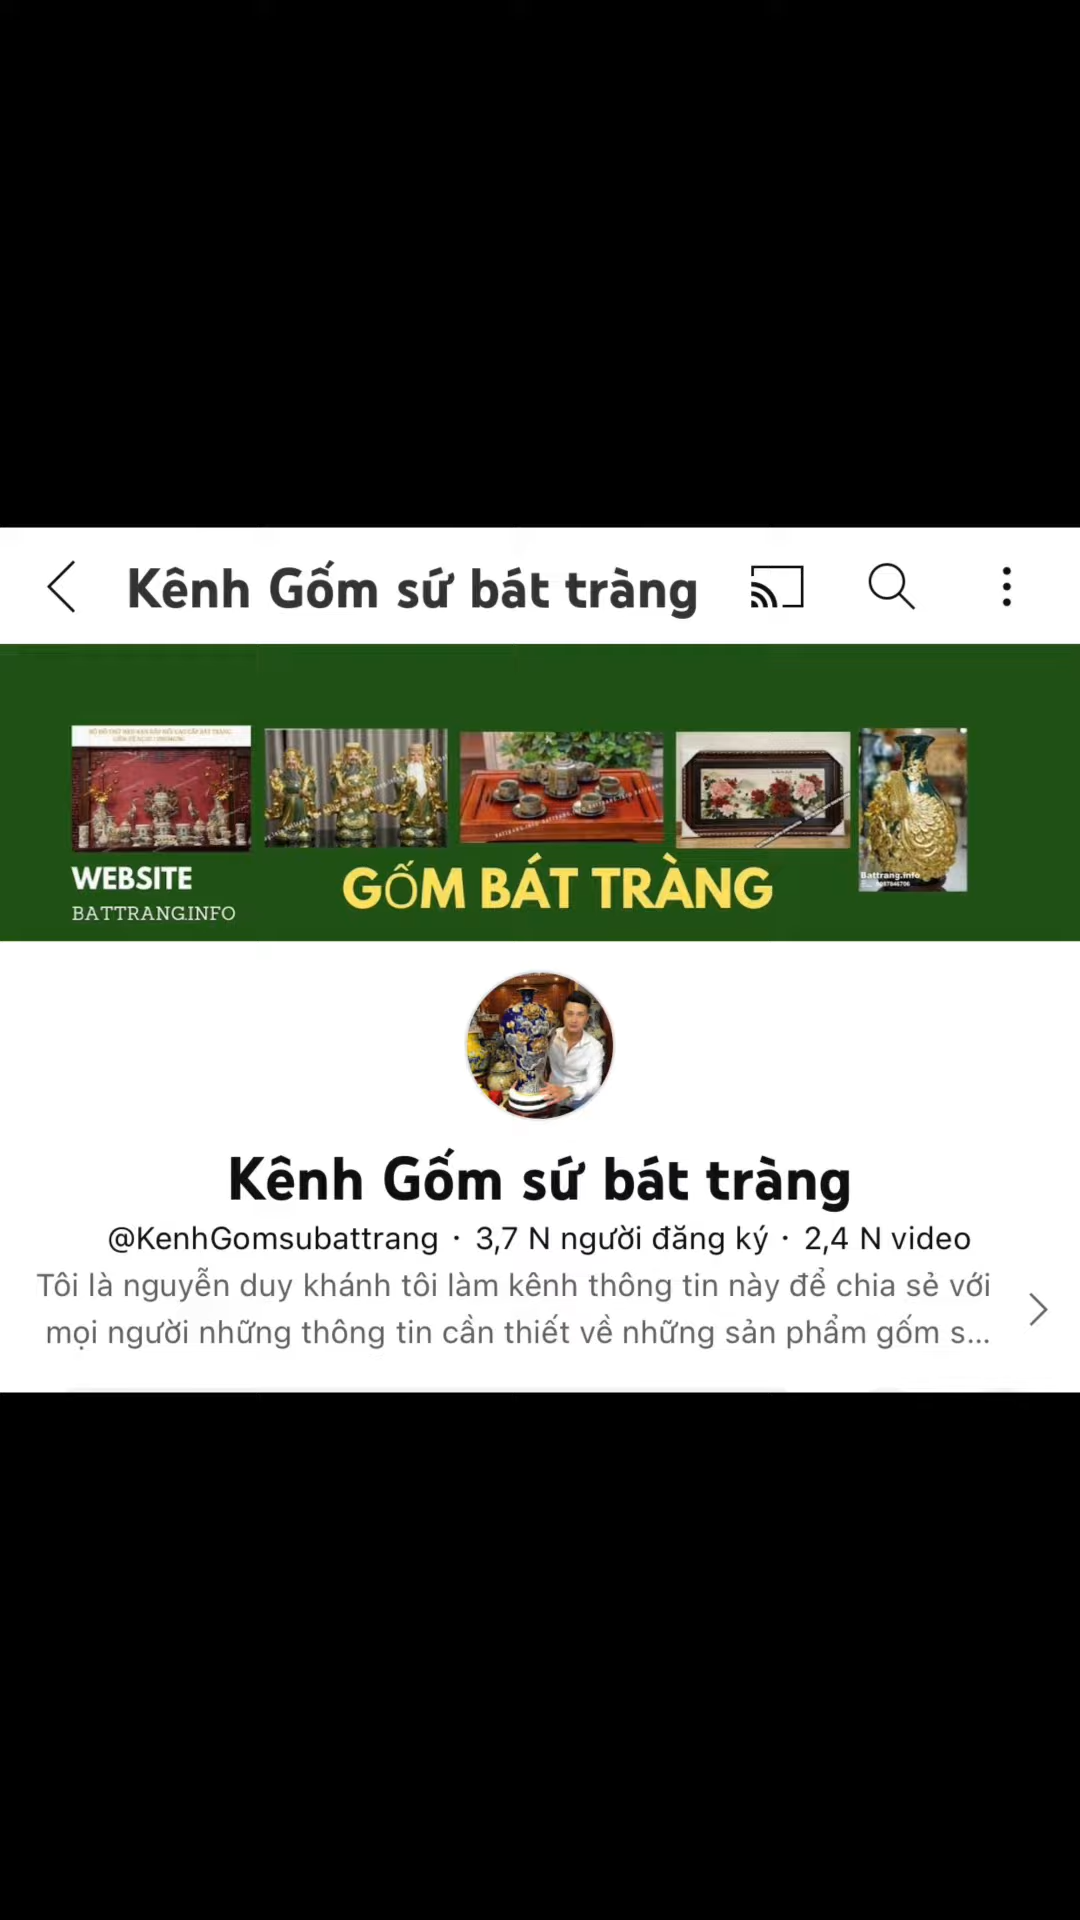 Kênh Gốm sứ bát tràng
WEBSITE
BATTRANG.INFO
GỐM BÁT TRÀNG
Battrang.info
Kênh Gốm sứ bát tràng
@KenhGomsubattrang · 3,7 N người đăng ký · 2,4 N video
Tôi là nguyễn duy khánh tôi làm kênh thông tin này để chia sẻ với
mọi người những thông tin cần thiết về những sản phẩm gốm s...